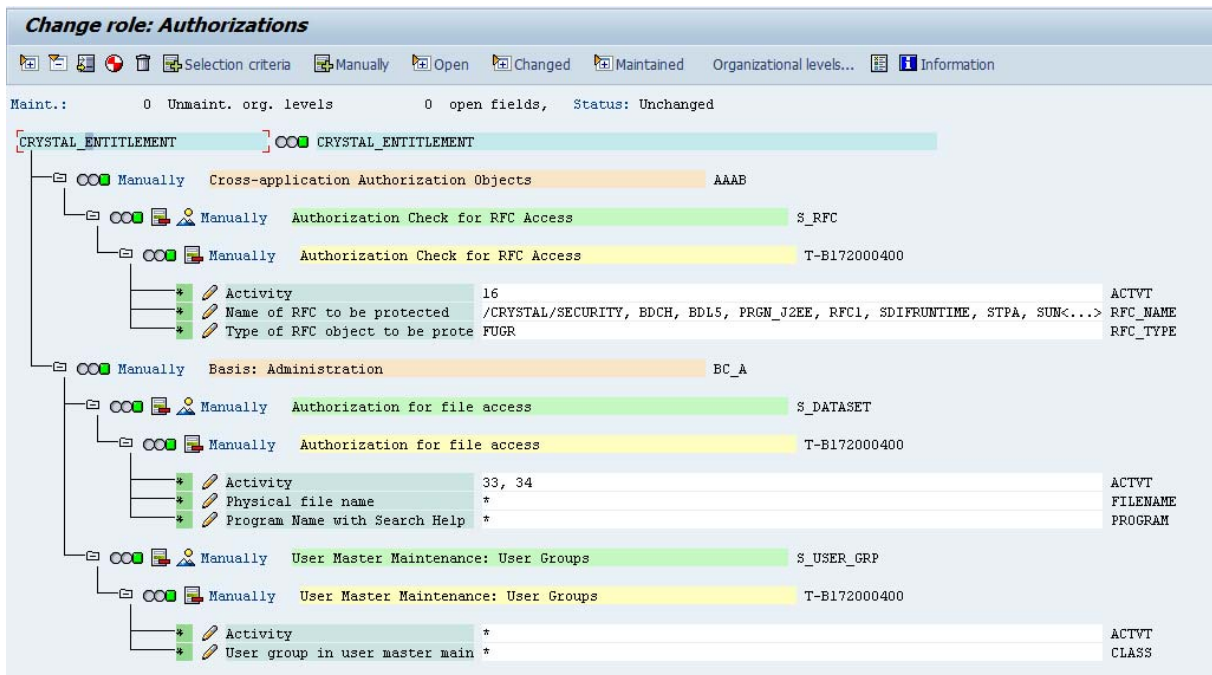 Change role: Authorizations
Selection criteria Manually Open Changed Maintained Organizational levels... Information
Maint.: 0 Unmaint. org. levels 0 open fields, Status: Unchanged
CRYSTAL_ENTITLEMENT CRYSTAL_ENTITLEMENT
Manually Cross-application Authorization Objects AAAB
Manually Authorization Check for RFC Access S_RFC
Manually Authorization Check for RFC Access T-B172000400
* Activity 16 ACTVT
* Name of RFC to be protected /CRYSTAL/SECURITY, BDCH, BDL5, PRGN_J2EE, RFC1, SDIFRUNTIME, STPA, SUN<...> RFC_NAME
* Type of RFC object to be prote FUGR RFC_TYPE
Manually Basis: Administration BC_A
Manually Authorization for file access S_DATASET
Manually Authorization for file access T-B172000400
* Activity 33, 34 ACTVT
* Physical file name * FILENAME
* Program Name with Search Help * PROGRAM
Manually User Master Maintenance: User Groups S_USER_GRP
Manually User Master Maintenance: User Groups T-B172000400
* Activity * ACTVT
* User group in user master main * CLASS